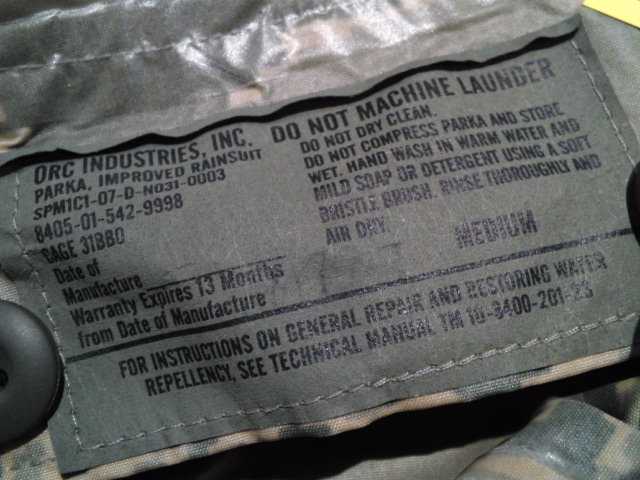 ORC INDUSTRIES, INC.
PARKA, IMPROVED RAINSUIT
SPM1C1-07-D-N031-0003
8405-01-542-9998
CAGE 31BB0
Date of
Manufacture
Warranty Expires 13 Months
from Date of Manufacture
DO NOT MACHINE LAUNDER
DO NOT DRY CLEAN.
DO NOT COMPRESS PARKA AND STORE
WET. HAND WASH IN WARM WATER AND
MILD SOAP OR DETERGENT USING A SOFT
BRISTLE BRUSH. RINSE THOROUGHLY AND
AIR DRY.
MEDIUM
FOR INSTRUCTIONS ON GENERAL REPAIR AND RESTORING WATER
REPELLENCY, SEE TECHNICAL MANUAL TM 10-8400-201-23